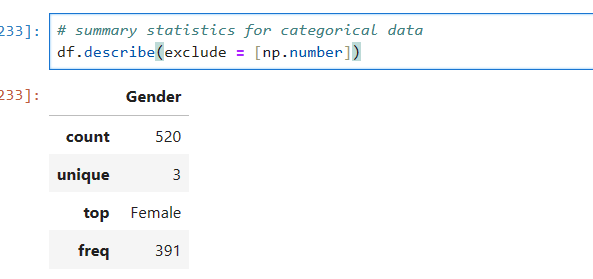 233]: # summary statistics for categorical data
df.describe(exclude = [np.number])
233]:
Gender
count 520
unique 3
top Female
freq 391